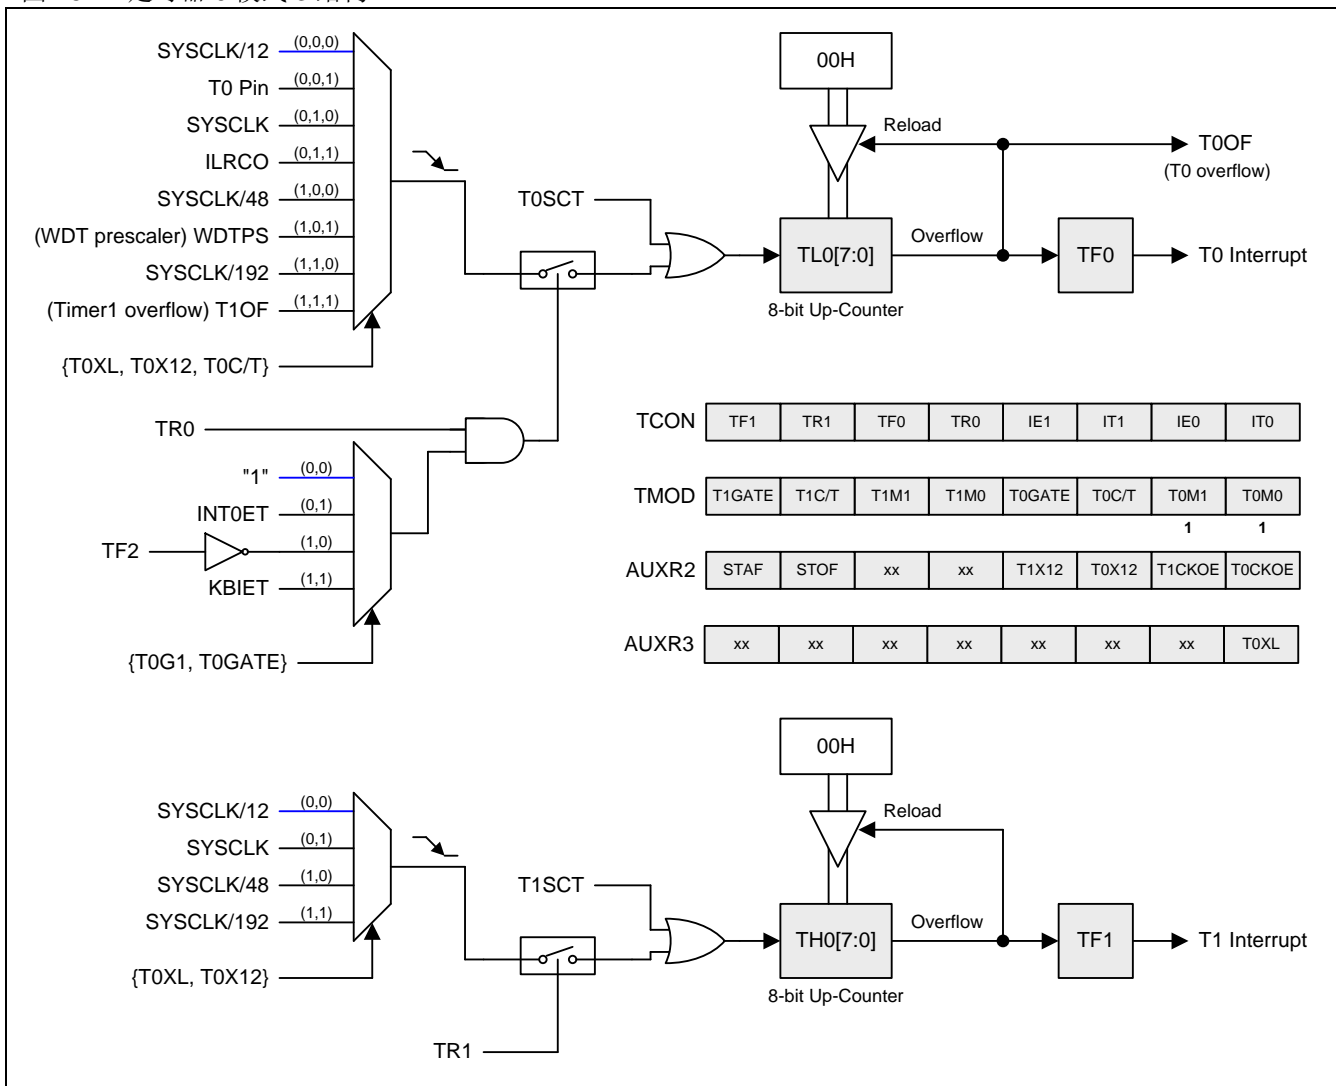 SYSCLK/12 (0,0,0)
T0 Pin (0,0,1)
SYSCLK (0,1,0)
ILRCO (0,1,1)
SYSCLK/48 (1,0,0)
(WDT prescaler) WDTPS (1,0,1)
SYSCLK/192 (1,1,0)
(Timer1 overflow) T1OF (1,1,1)
{T0XL, T0X12, T0C/T}
T0SCT
00H
Reload
TL0[7:0]
8-bit Up-Counter
Overflow
T0OF
(T0 overflow)
TF0
T0 Interrupt
TR0
"1" (0,0)
INT0ET (0,1)
TF2 (1,0)
KBIET (1,1)
{T0G1, T0GATE}
TCON TF1 TR1 TF0 TR0 IE1 IT1 IE0 IT0
TMOD T1GATE T1C/T T1M1 T1M0 T0GATE T0C/T T0M1 T0M0
1 1
AUXR2 STAF STOF xx xx T1X12 T0X12 T1CKOE T0CKOE
AUXR3 xx xx xx xx xx xx xx T0XL
SYSCLK/12 (0,0)
SYSCLK (0,1)
SYSCLK/48 (1,0)
SYSCLK/192 (1,1)
{T0XL, T0X12}
T1SCT
TR1
00H
Reload
TH0[7:0]
8-bit Up-Counter
Overflow
TF1
T1 Interrupt